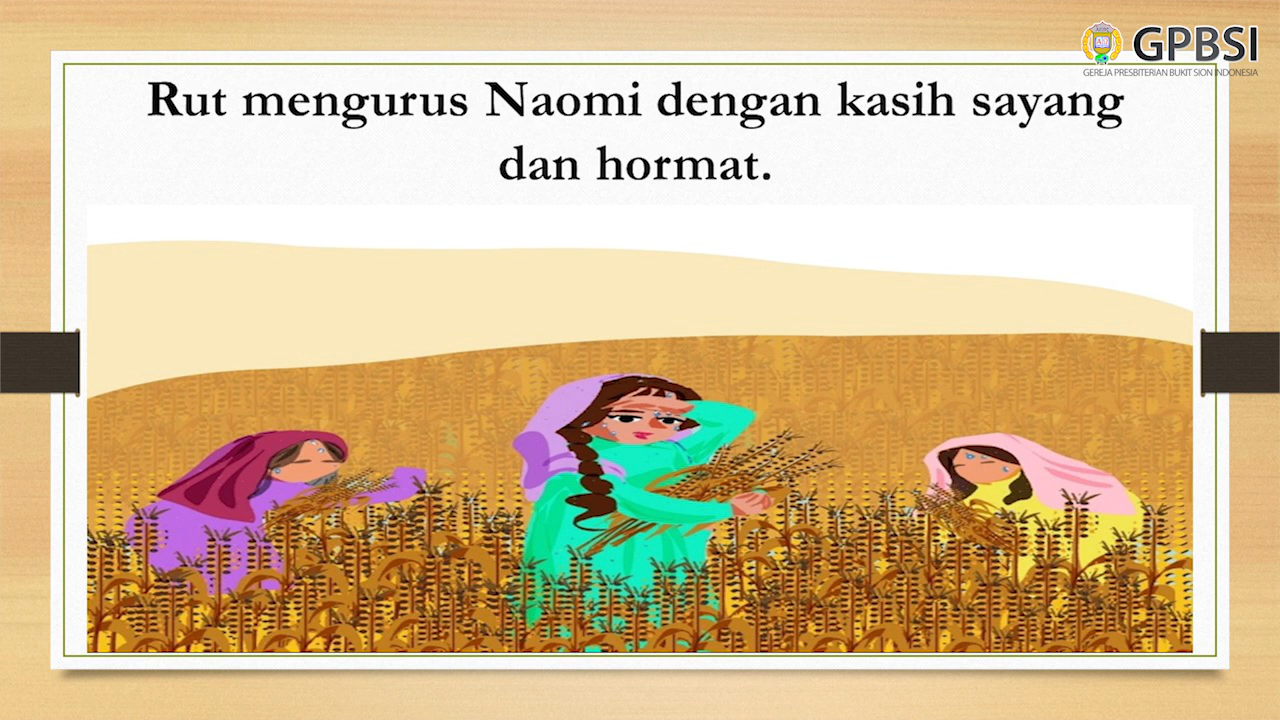 GPBSI
GEREJA PRESBITERIAN BUKIT SION INDONESIA
Rut mengurus Naomi dengan kasih sayang
dan hormat.